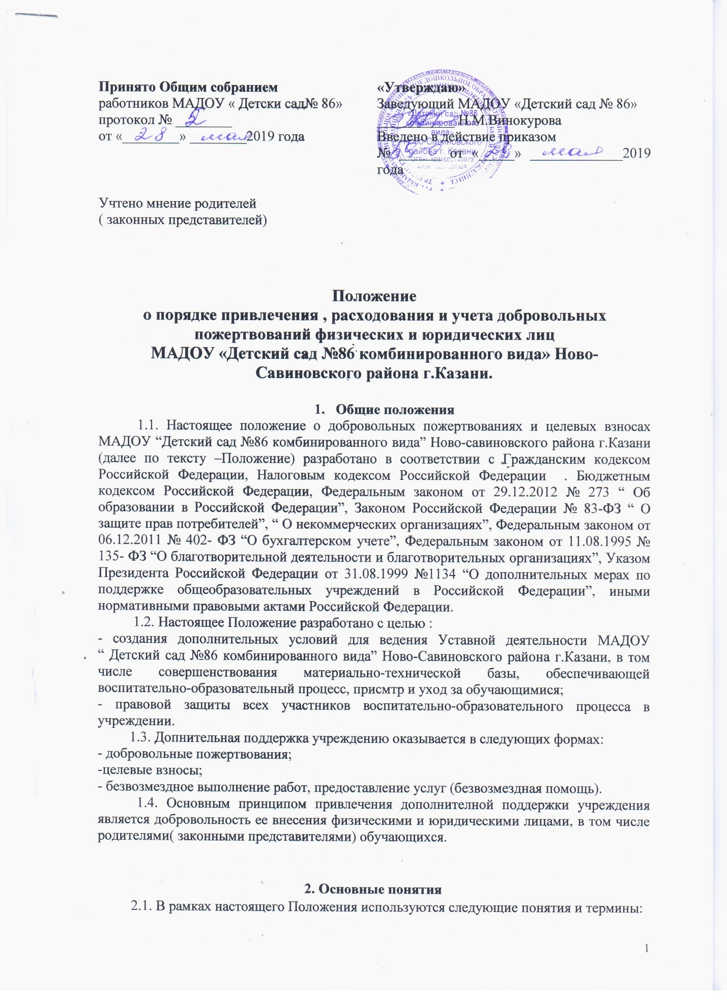 Принято Общим собранием
работников МАДОУ « Детски сад№ 86»
протокол № 5
от « 28 » мая 2019 года
«Утверждаю»
Заведующий МАДОУ «Детский сад № 86»
Н.М.Винокурова
Введено в действие приказом
№ от « » мая 2019
года
«Детский сад №86
комбинированного
вида»
Ново-Савиновского
района г. Казани
Учтено мнение родителей
( законных представителей)
Положение
о порядке привлечения , расходования и учета добровольных
пожертвований физических и юридических лиц
МАДОУ «Детский сад №86 комбинированного вида» Ново-
Савиновского района г.Казани.
1. Общие положения
1.1. Настоящее положение о добровольных пожертвованиях и целевых взносах
МАДОУ “Детский сад №86 комбинированного вида” Ново-савиновского района г.Казани
(далее по тексту –Положение) разработано в соответствии с Гражданским кодексом
Российской Федерации, Налоговым кодексом Российской Федерации . Бюджетным
кодексом Российской Федерации, Федеральным законом от 29.12.2012 № 273 “ Об
образовании в Российской Федерации”, Законом Российской Федерации № 83-ФЗ “ О
защите прав потребителей”, “ О некоммерческих организациях”, Федеральным законом от
06.12.2011 № 402- ФЗ “О бухгалтерском учете”, Федеральным законом от 11.08.1995 №
135- ФЗ “О благотворительной деятельности и благотворительных организациях”, Указом
Президента Российской Федерации от 31.08.1999 №1134 “О дополнительных мерах по
поддержке общеобразовательных учреждений в Российской Федерации”, иными
нормативными правовыми актами Российской Федерации.
1.2. Настоящее Положение разработано с целью :
- создания дополнительных условий для ведения Уставной деятельности МАДОУ
“ Детский сад №86 комбинированного вида” Ново-Савиновского района г.Казани, в том
числе совершенствования материально-технической базы, обеспечивающей
воспитательно-образовательный процесс, присмтр и уход за обучающимися;
- правовой защиты всех участников воспитательно-образовательного процесса в
учреждении.
1.3. Допнительная поддержка учреждению оказывается в следующих формах:
- добровольные пожертвования;
-целевые взносы;
- безвозмездное выполнение работ, предоставление услуг (безвозмездная помощь).
1.4. Основным принципом привлечения дополнителной поддержки учреждения
является добровольность ее внесения физическими и юридическими лицами, в том числе
родителями( законными представителями) обучающихся.
2. Основные понятия
2.1. В рамках настоящего Положения используются следующие понятия и термины:
1